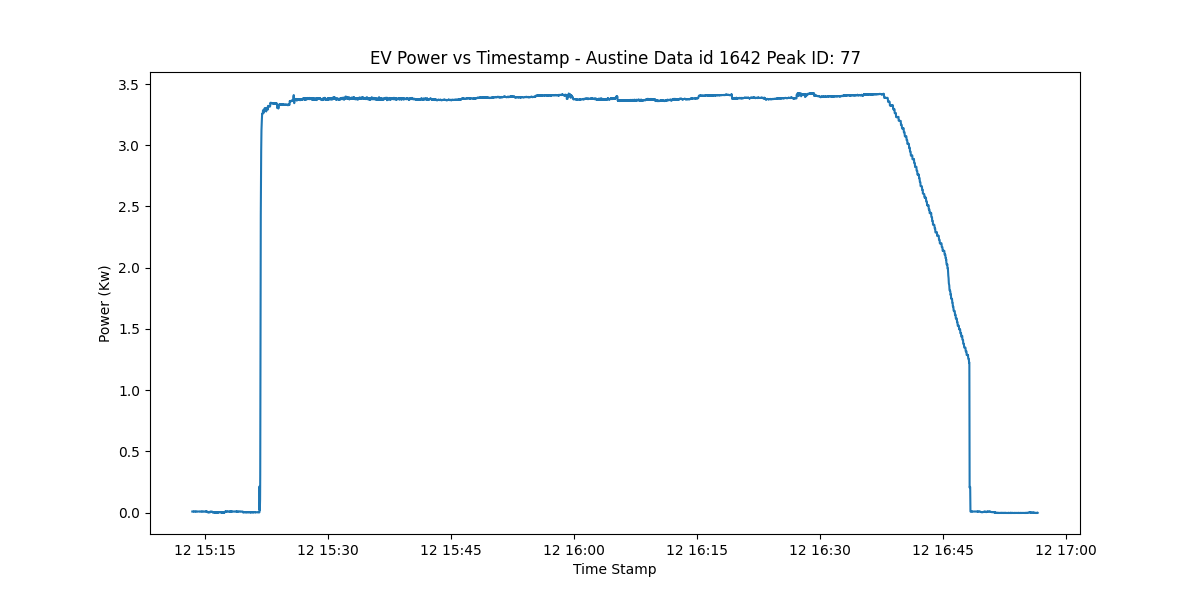 EV Power vs Timestamp - Austine Data id 1642 Peak ID: 77
3.5
3.0
2.5
2.0
1.5
1.0
0.5
0.0
Power (Kw)
12 15:15 12 15:30 12 15:45 12 16:00 12 16:15 12 16:30 12 16:45 12 17:00
Time Stamp